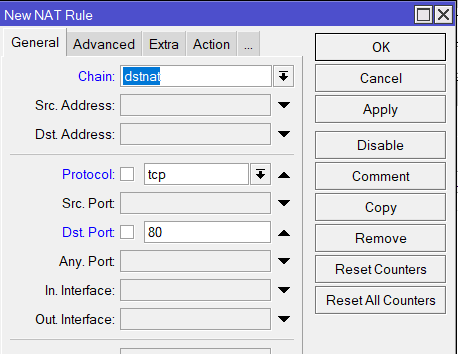 New NAT Rule
General Advanced Extra Action ...
Chain: dstnat
Src. Address:
Dst. Address:
Protocol: tcp
Src. Port:
Dst. Port: 80
Any. Port:
In. Interface:
Out. Interface:
OK
Cancel
Apply
Disable
Comment
Copy
Remove
Reset Counters
Reset All Counters